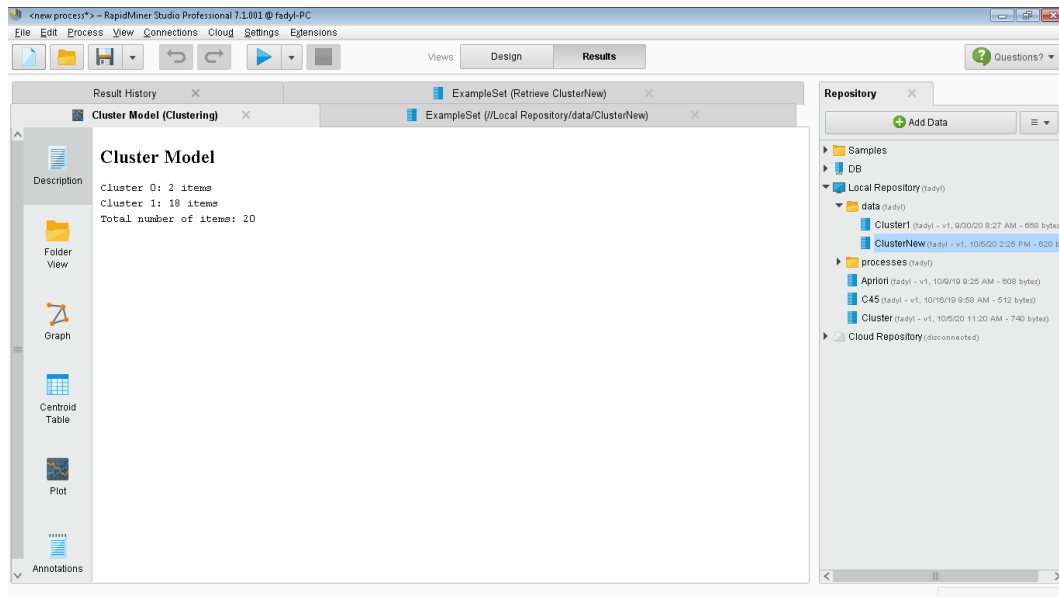 <new process*> – RapidMiner Studio Professional 7.1.001 @ fadyl-PC
File Edit Process View Connections Cloud Settings Extensions
Views: Design Results Questions?
Result History ExampleSet (Retrieve ClusterNew)
Cluster Model (Clustering) ExampleSet (//Local Repository/data/ClusterNew)
Description
Folder View
Graph
Centroid Table
Plot
Annotations
Cluster Model
Cluster 0: 2 items
Cluster 1: 18 items
Total number of items: 20
Repository
Add Data
Samples
DB
Local Repository (fadyl)
data (fadyl)
Cluster1 (fadyl - v1, 9/30/20 8:27 AM - 668 bytes
ClusterNew (fadyl - v1, 10/5/20 2:25 PM - 620 b
processes (fadyl)
Apriori (fadyl - v1, 10/9/19 9:25 AM - 608 bytes)
C45 (fadyl - v1, 10/16/19 9:58 AM - 512 bytes)
Cluster (fadyl - v1, 10/5/20 11:20 AM - 740 bytes)
Cloud Repository (disconnected)